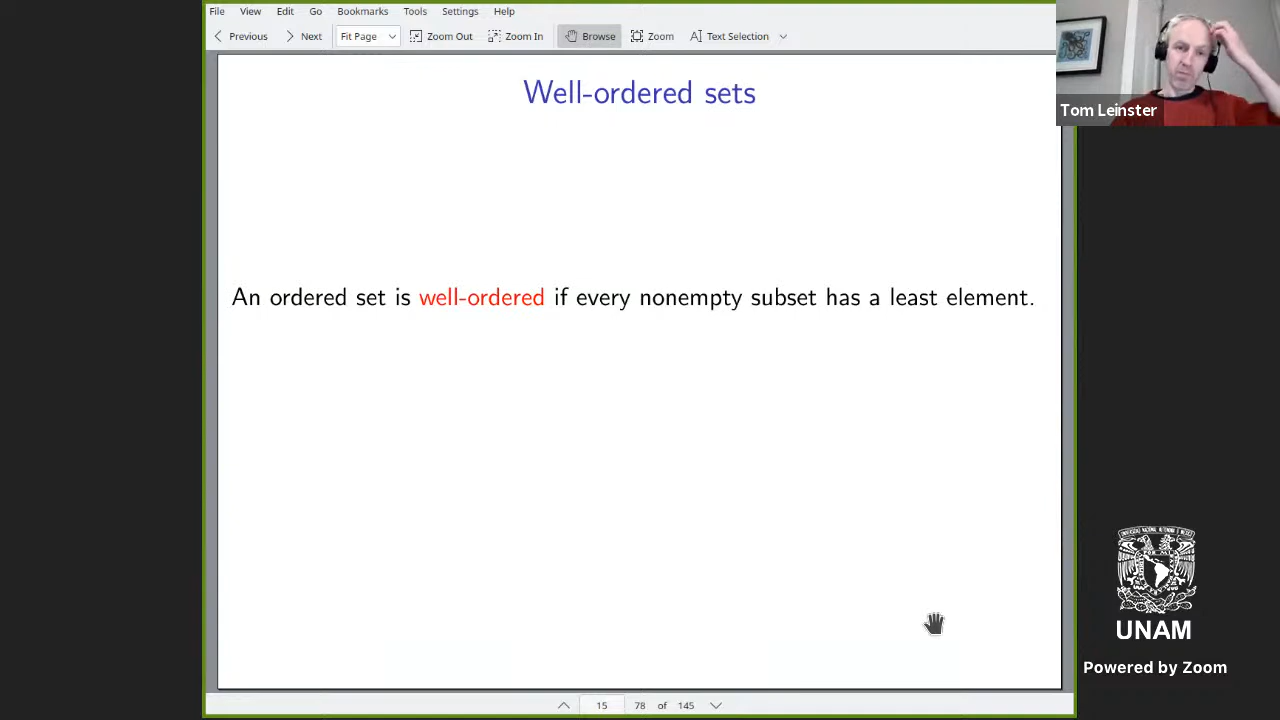 File View Edit Go Bookmarks Tools Settings Help
Previous Next Fit Page Zoom Out Zoom In Browse Zoom Text Selection
Tom Leinster
Well-ordered sets
An ordered set is well-ordered if every nonempty subset has a least element.
UNAM
Powered by Zoom
15 78 of 145